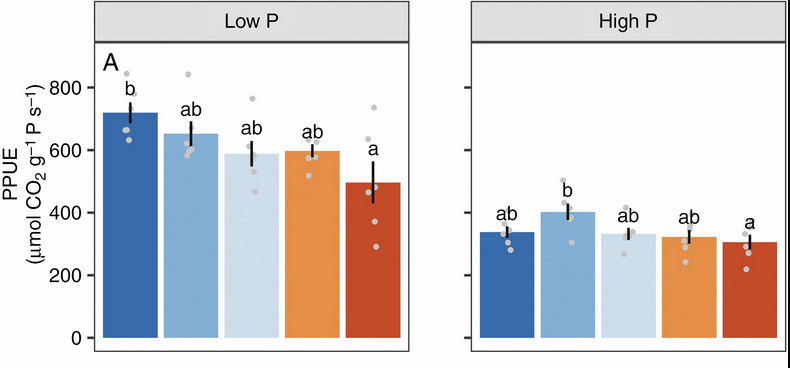 Low P
High P
A
PPUE
(μmol CO₂ g⁻¹ P s⁻¹)
800
600
400
200
0
b
ab
ab
ab
a
ab
b
ab
ab
a